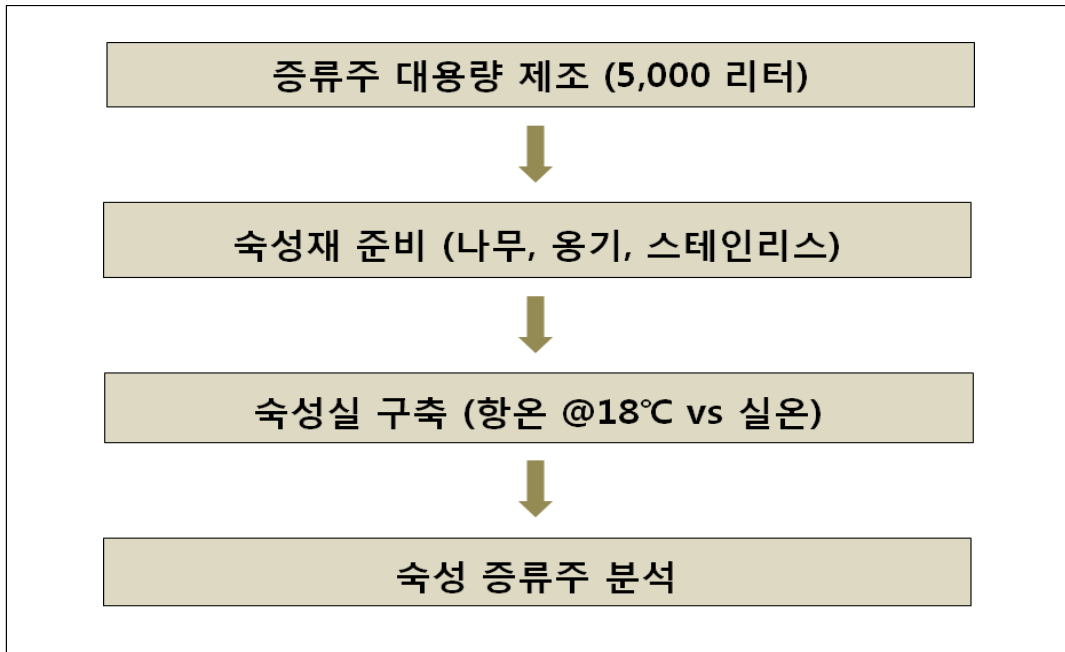 증류주 대용량 제조 (5,000 리터)
숙성재 준비 (나무, 옹기, 스테인리스)
숙성실 구축 (항온 @18℃ vs 실온)
숙성 증류주 분석